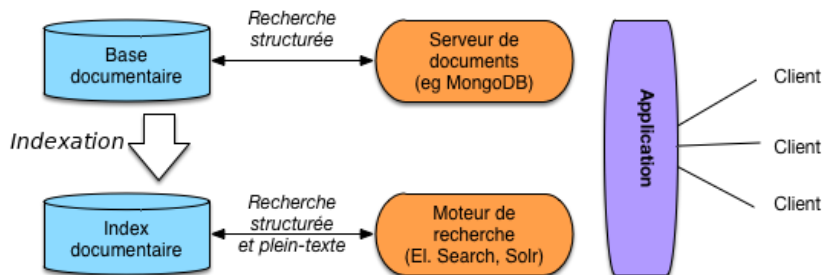 Recherche
structurée
Base
documentaire
Serveur de
documents
(eg MongoDB)
Application
Client
Client
Client
Indexation
Index
documentaire
Recherche
structurée
et plein-texte
Moteur de
recherche
(El. Search, Solr)